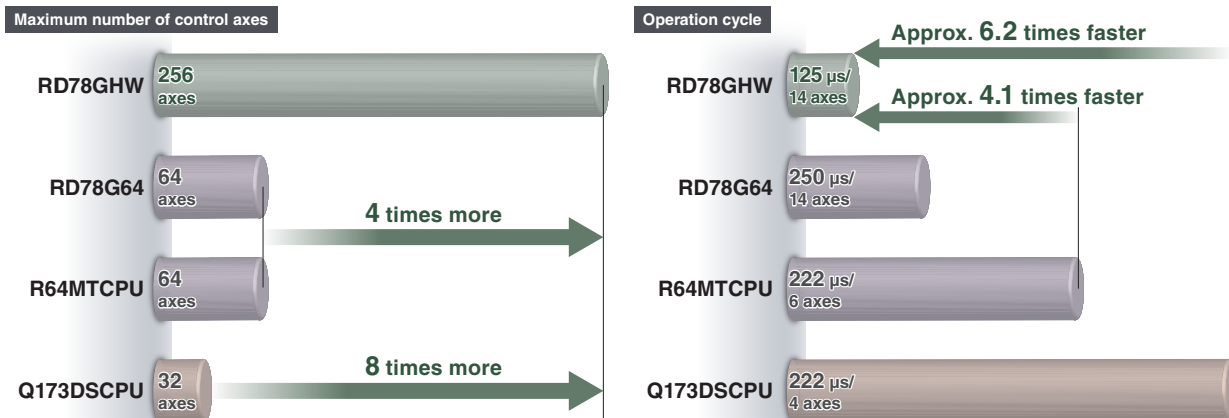 Maximum number of control axes
RD78GHW
256
axes
RD78G64
64
axes
4 times more
R64MTCPU
64
axes
Q173DSCPU
32
axes
8 times more
Operation cycle
Approx. 6.2 times faster
RD78GHW
125 µs/
14 axes
Approx. 4.1 times faster
RD78G64
250 µs/
14 axes
R64MTCPU
222 µs/
6 axes
Q173DSCPU
222 µs/
4 axes